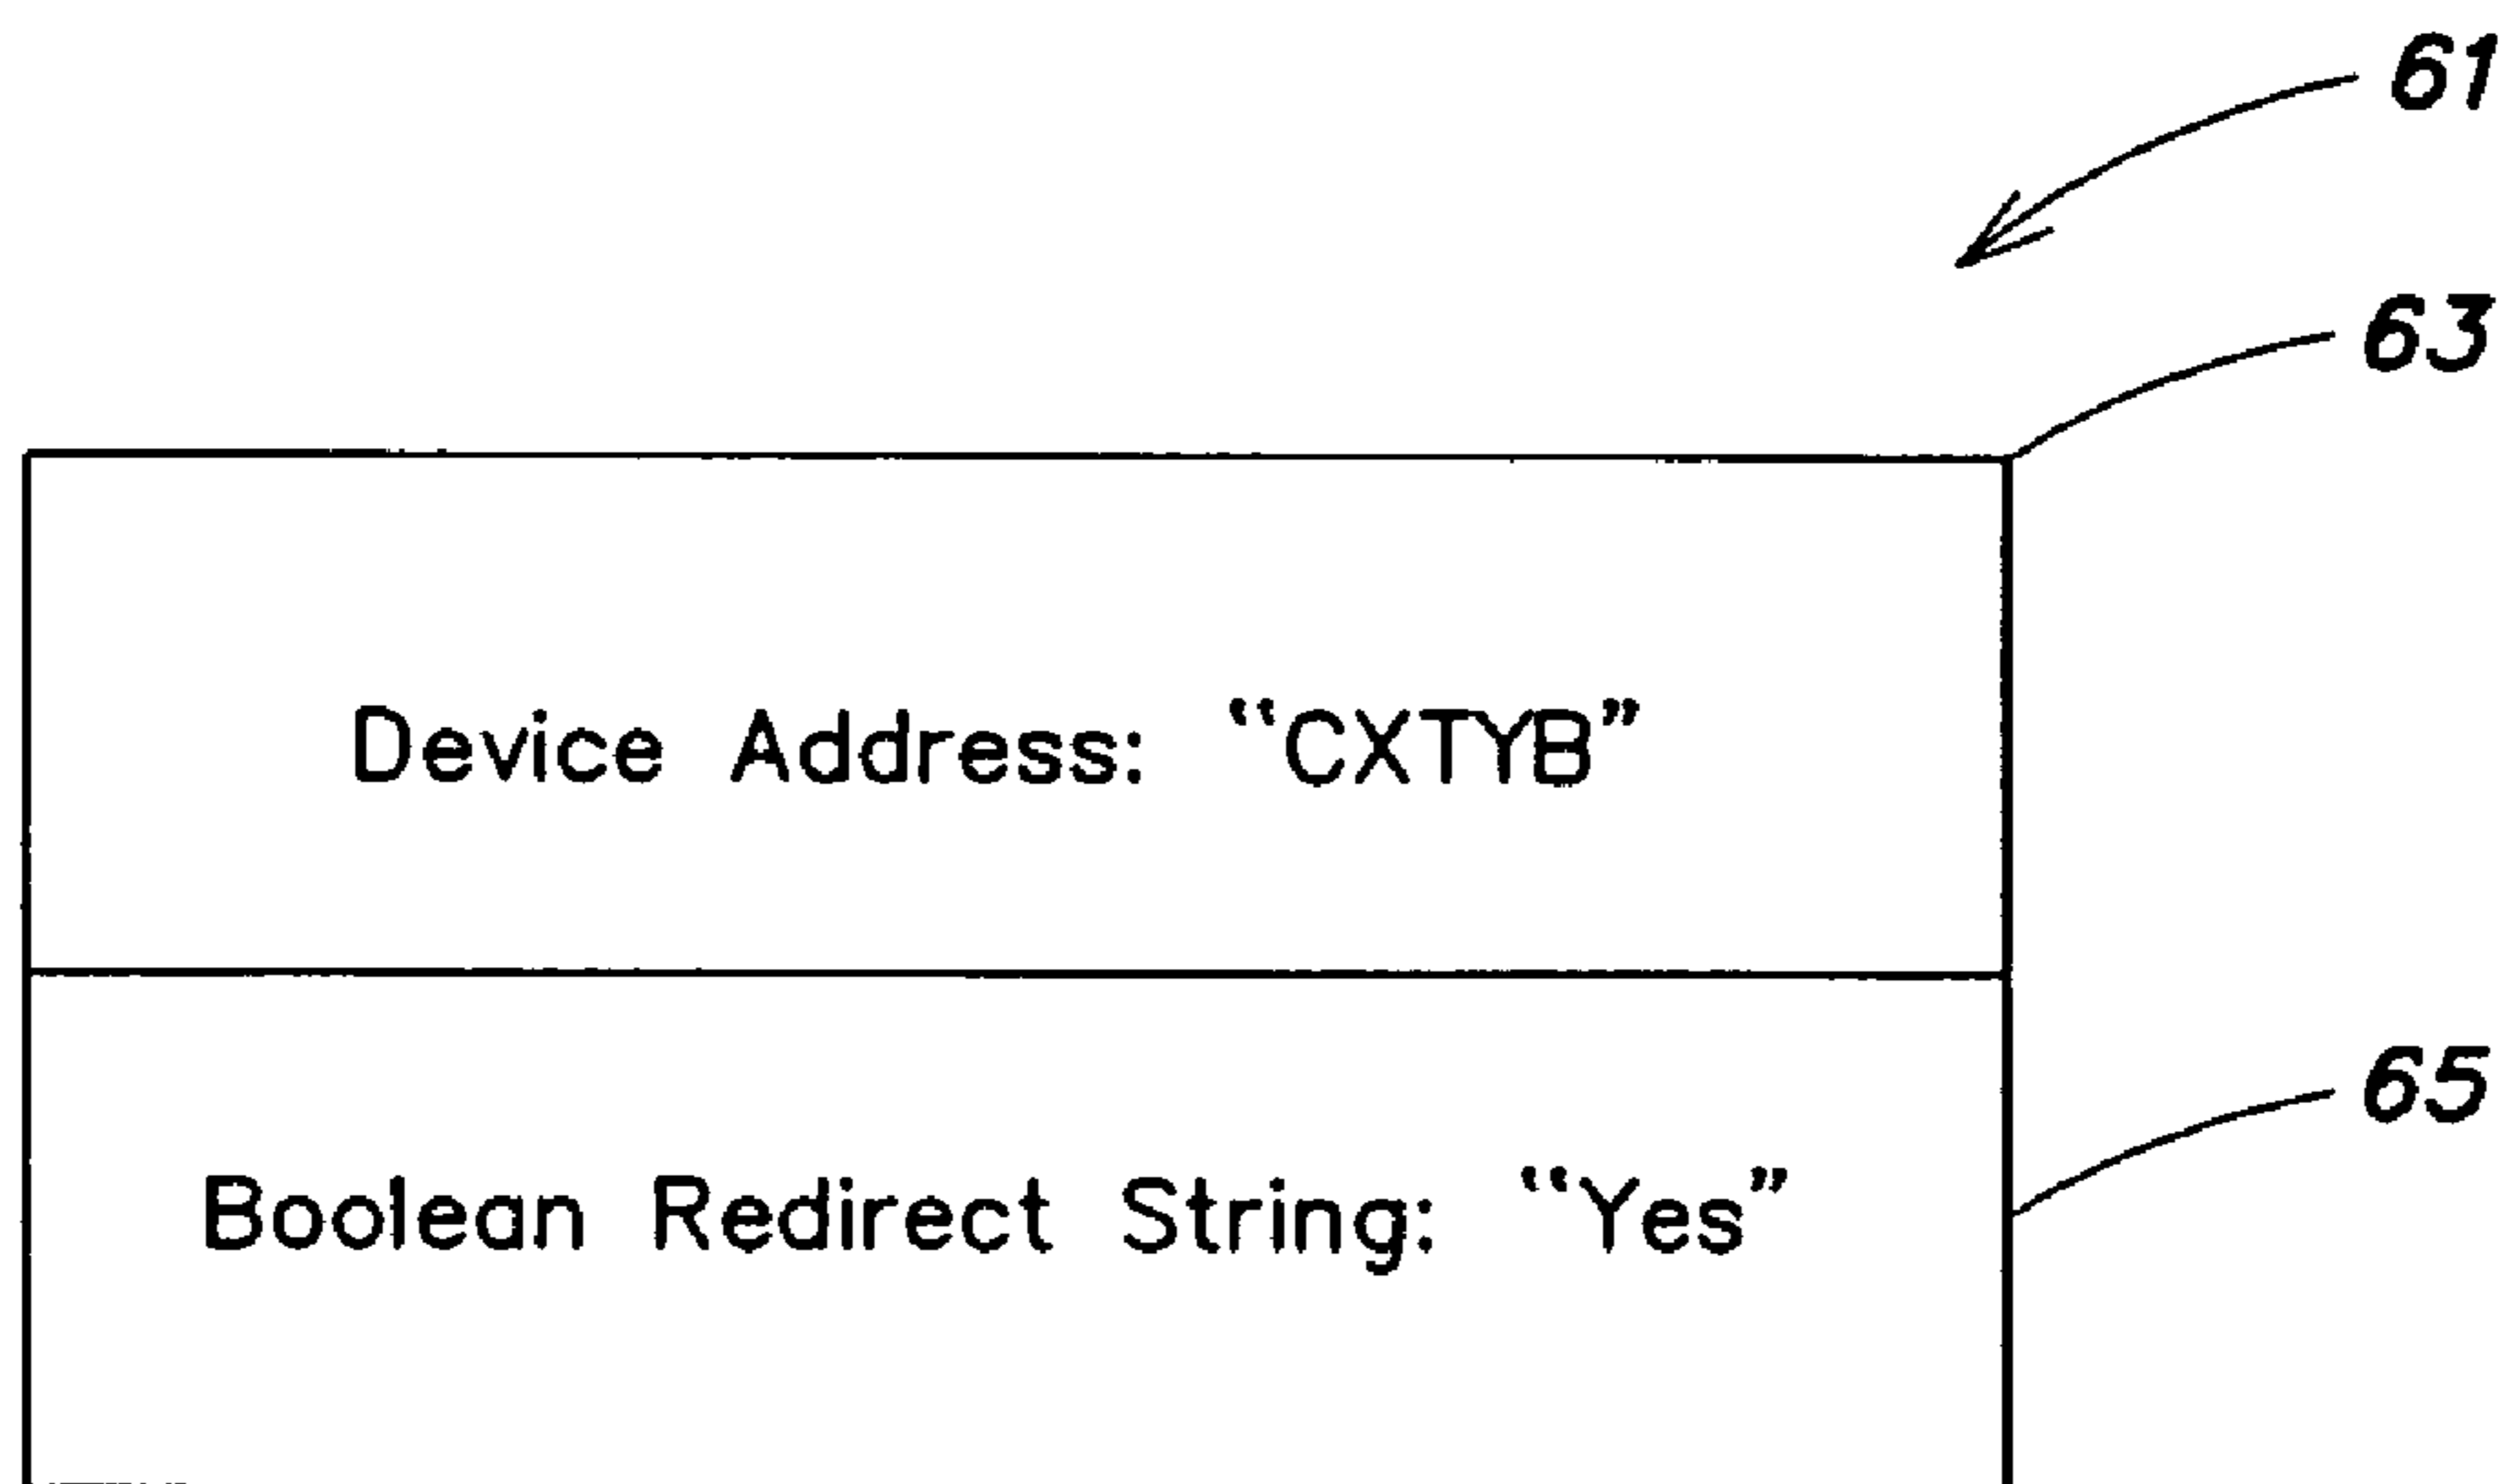 61
63
Device Address: “CXTYB”
65
Boolean Redirect String: “Yes”